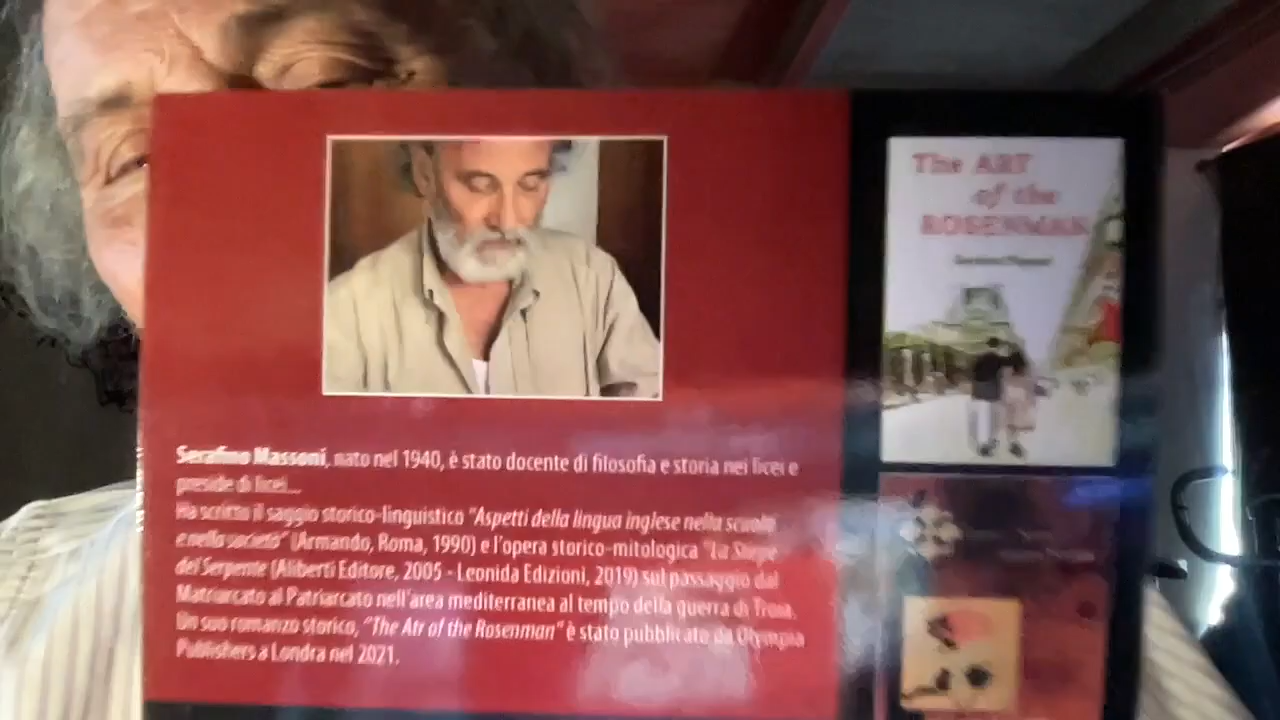 Serafino Massoni, nato nel 1940, è stato docente di filosofia e storia nei licei e
preside di licei...
Ha scritto il saggio storico-linguistico "Aspetti della lingua inglese nella scuola
e nella società" (Armando, Roma, 1990) e l'opera storico-mitologica "La Stirpe
del Serpente (Aliberti Editore, 2005 - Leonida Edizioni, 2019) sul passaggio dal
Matriarcato al Patriarcato nell'area mediterranea al tempo della guerra di Troia.
Un suo romanzo storico, "The Atr of the Rosenman" è stato pubblicato da Olympia
Publishers a Londra nel 2021.
The ART
of the
ROSENMAN
Serafino Massoni